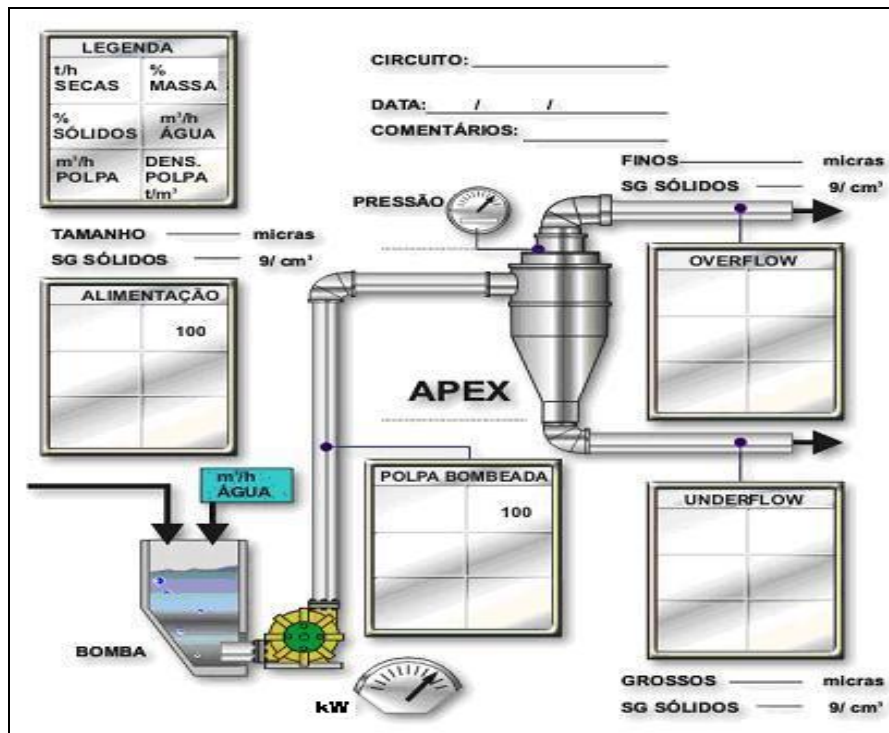 LEGENDA
t/h SECAS
% MASSA
% SÓLIDOS
m³/h ÁGUA
m³/h POLPA
DENS. POLPA t/m³
CIRCUITO:
DATA: / /
COMENTÁRIOS:
FINOS micras
SG SÓLIDOS 9/ cm³
PRESSÃO
TAMANHO micras
SG SÓLIDOS 9/ cm³
OVERFLOW
ALIMENTAÇÃO
100
APEX
m³/h
ÁGUA
POLPA BOMBEADA
100
UNDERFLOW
BOMBA
kW
GROSSOS micras
SG SÓLIDOS 9/ cm³